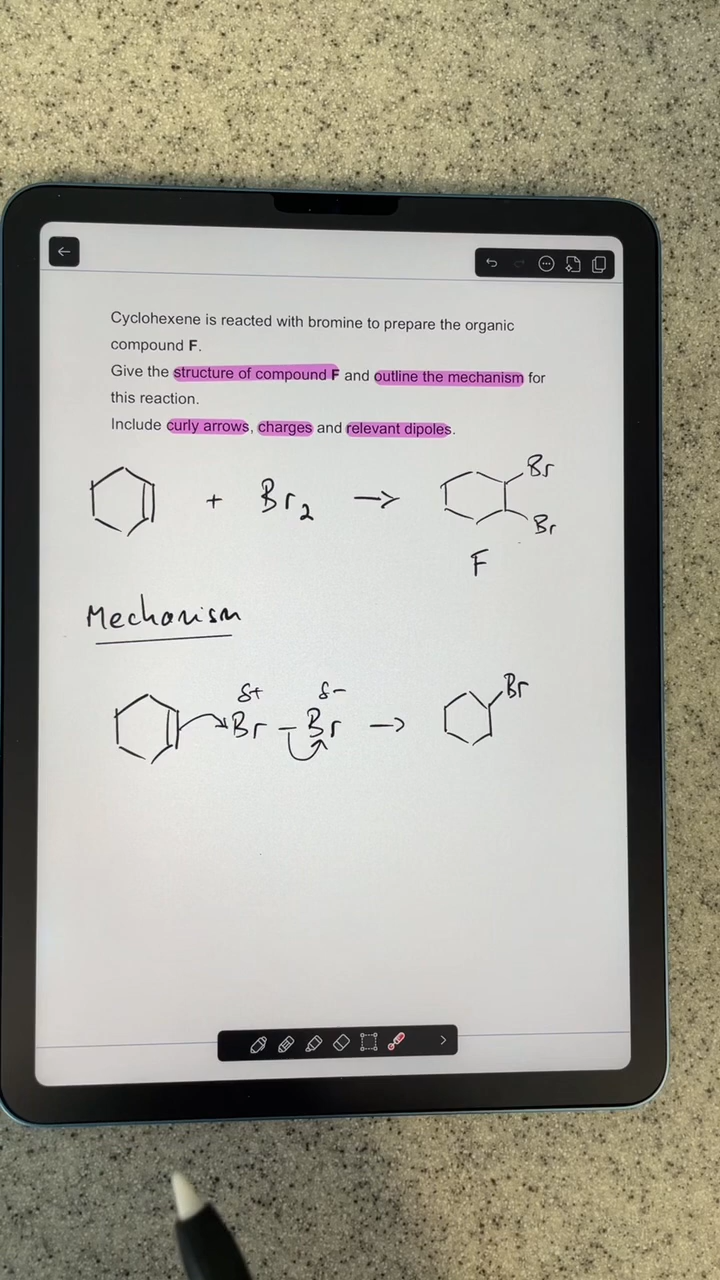 Cyclohexene is reacted with bromine to prepare the organic
compound F.
Give the structure of compound F and outline the mechanism for
this reaction.
Include curly arrows, charges and relevant dipoles.
+ Br₂ → Br
Br
F
Mechanism
δ+ δ- Br
Br – Br →